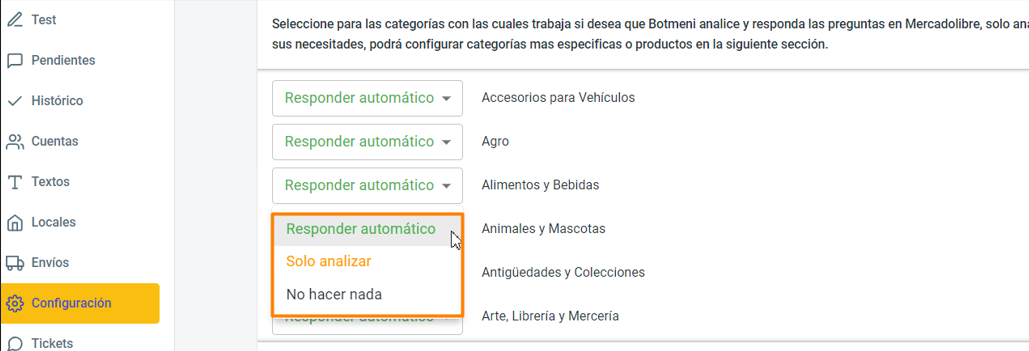 Test
Pendientes
Histórico
Cuentas
Textos
Locales
Envíos
Configuración
Tickets
Seleccione para las categorías con las cuales trabaja si desea que Botmeni analice y responda las preguntas en Mercadolibre, solo
sus necesitades, podrá configurar categorías mas especificas o productos en la siguiente sección.
Responder automático Accesorios para Vehículos
Responder automático Agro
Responder automático Alimentos y Bebidas
Responder automático Animales y Mascotas
Solo analizar Antigüedades y Colecciones
No hacer nada
Responder automático Arte, Librería y Mercería